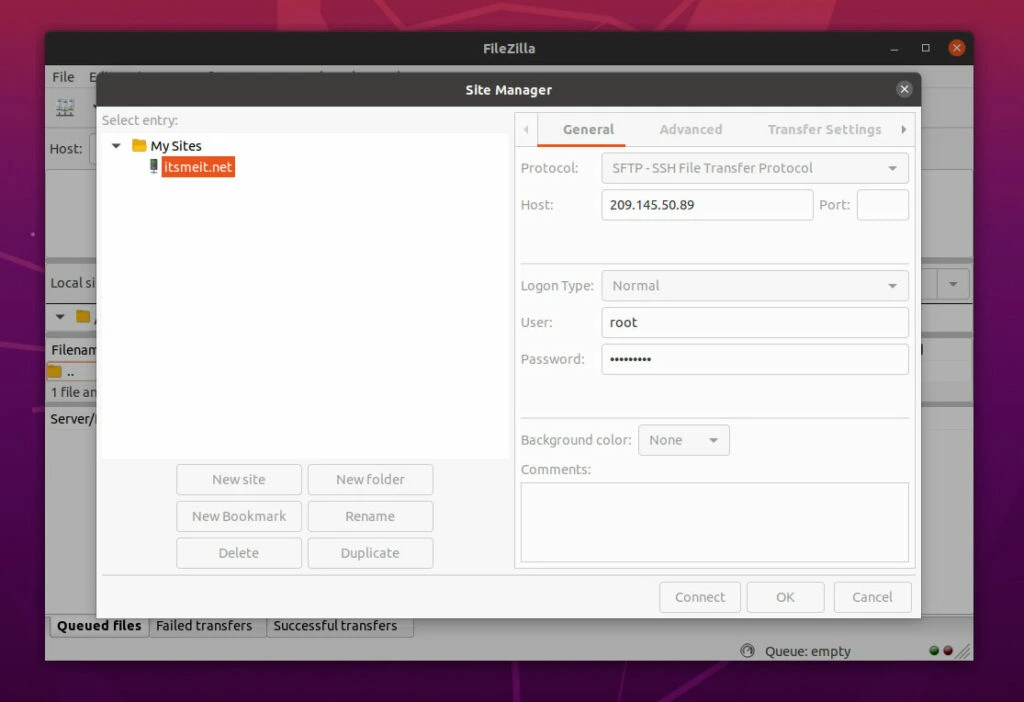 FileZilla
File
Site Manager
Host:
Select entry:
My Sites
itsmeit.net
General Advanced Transfer Settings
Protocol: SFTP - SSH File Transfer Protocol
Host: 209.145.50.89 Port:
Logon Type: Normal
User: root
Password: •••••••••
Background color: None
Comments:
New site New folder
New Bookmark Rename
Delete Duplicate
Connect OK Cancel
Local si
Filenam
..
1 file an
Server/
Queued files Failed transfers Successful transfers
Queue: empty